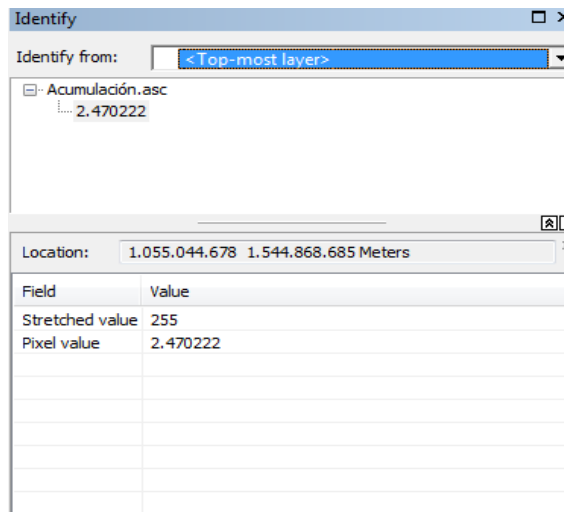 Identify
Identify from: <Top-most layer>
Acumulación.asc
2.470222
Location: 1.055.044.678 1.544.868.685 Meters
Field Value
Stretched value 255
Pixel value 2.470222